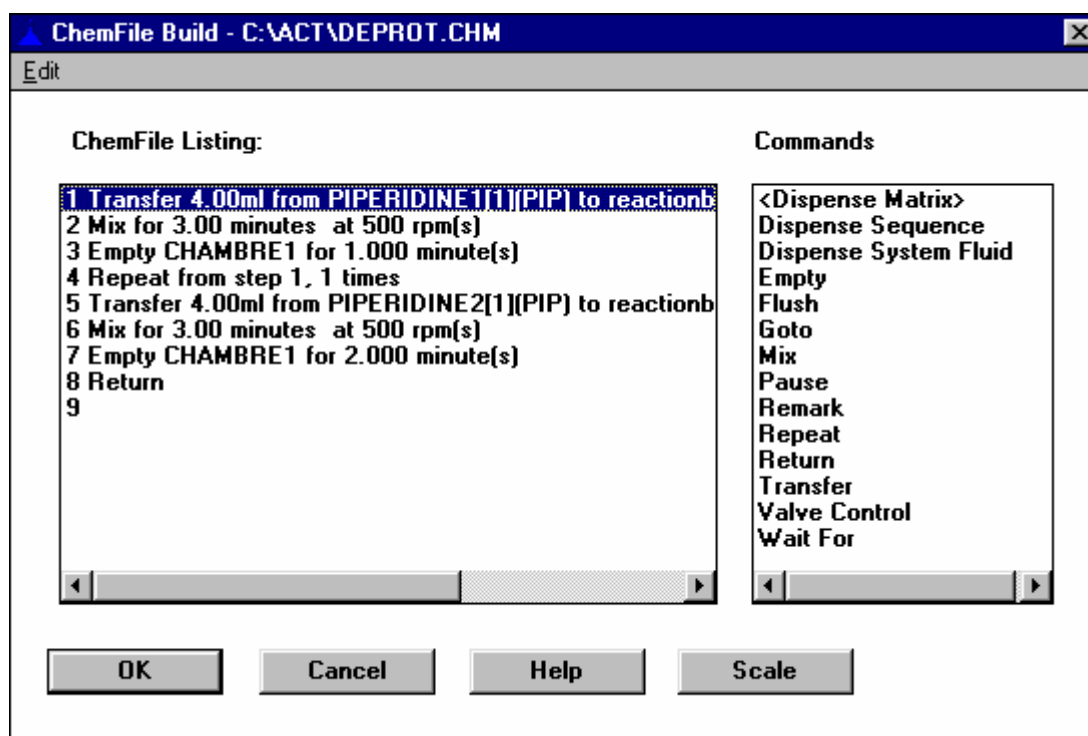 ChemFile Build - C:\ACT\DEPROT.CHM
Edit
ChemFile Listing:
1 Transfer 4.00ml from PIPERIDINE1[1](PIP) to reactionb
2 Mix for 3.00 minutes  at 500 rpm(s)
3 Empty CHAMBRE1 for 1.000 minute(s)
4 Repeat from step 1, 1 times
5 Transfer 4.00ml from PIPERIDINE2[1](PIP) to reactionb
6 Mix for 3.00 minutes  at 500 rpm(s)
7 Empty CHAMBRE1 for 2.000 minute(s)
8 Return
9
Commands
<Dispense Matrix>
Dispense Sequence
Dispense System Fluid
Empty
Flush
Goto
Mix
Pause
Remark
Repeat
Return
Transfer
Valve Control
Wait For
OK
Cancel
Help
Scale